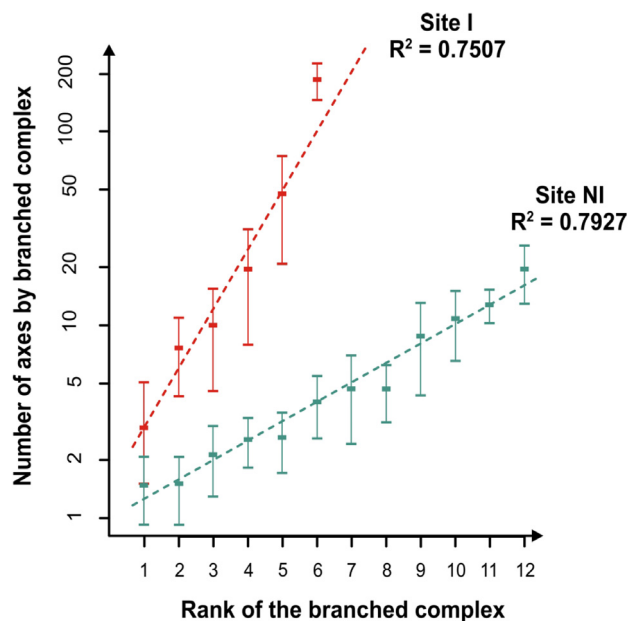 Site I
R² = 0.7507
Site NI
R² = 0.7927
Number of axes by branched complex
200
100
50
20
10
5
2
1
1 2 3 4 5 6 7 8 9 10 11 12
Rank of the branched complex